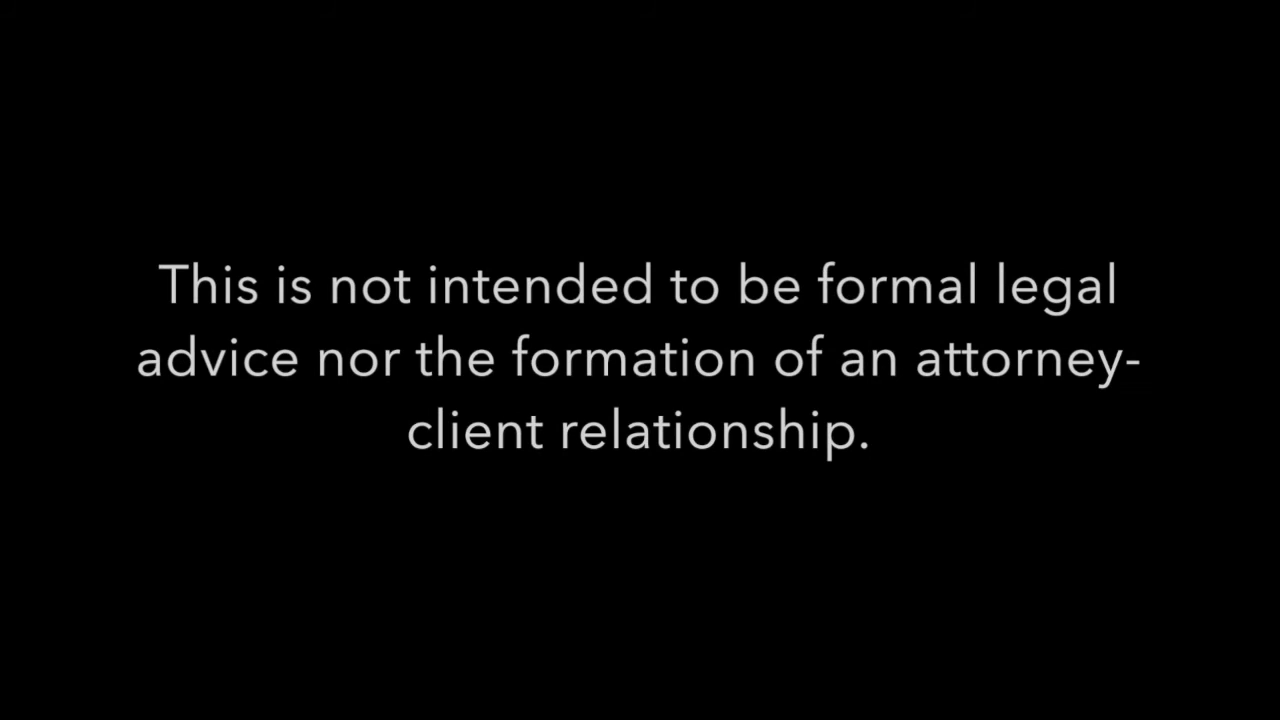 This is not intended to be formal legal
advice nor the formation of an attorney-
client relationship.